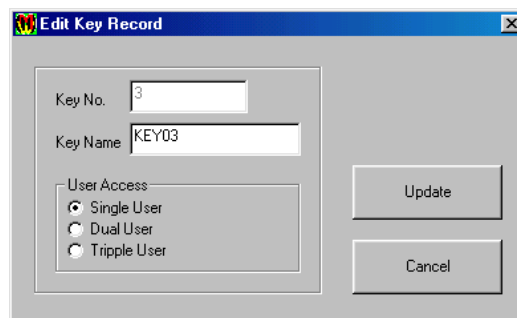 Edit Key Record
Key No. 3
Key Name KEY03
User Access
Single User
Dual User
Tripple User
Update
Cancel